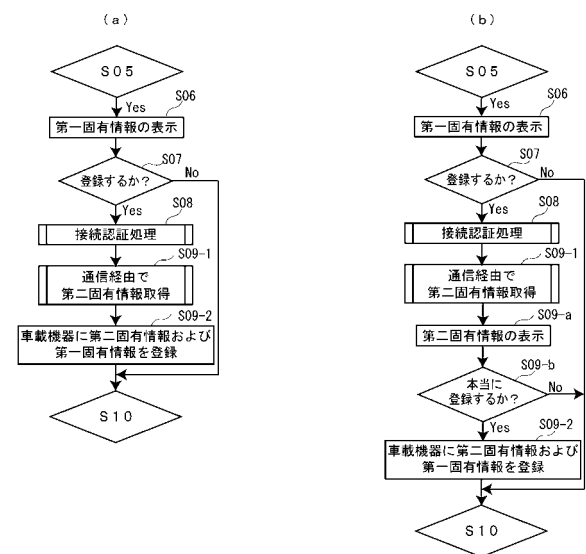 (a)
S05
Yes
S06
第一固有情報の表示
S07
登録するか?
No
Yes
S08
接続認証処理
S09-1
通信経由で
第二固有情報取得
S09-2
車載機器に第二固有情報および
第一固有情報を登録
S10
(b)
S05
Yes
S06
第一固有情報の表示
S07
登録するか?
No
Yes
S08
接続認証処理
S09-1
通信経由で
第二固有情報取得
S09-a
第二固有情報の表示
S09-b
本当に
登録するか?
No
Yes
S09-2
車載機器に第二固有情報および
第一固有情報を登録
S10